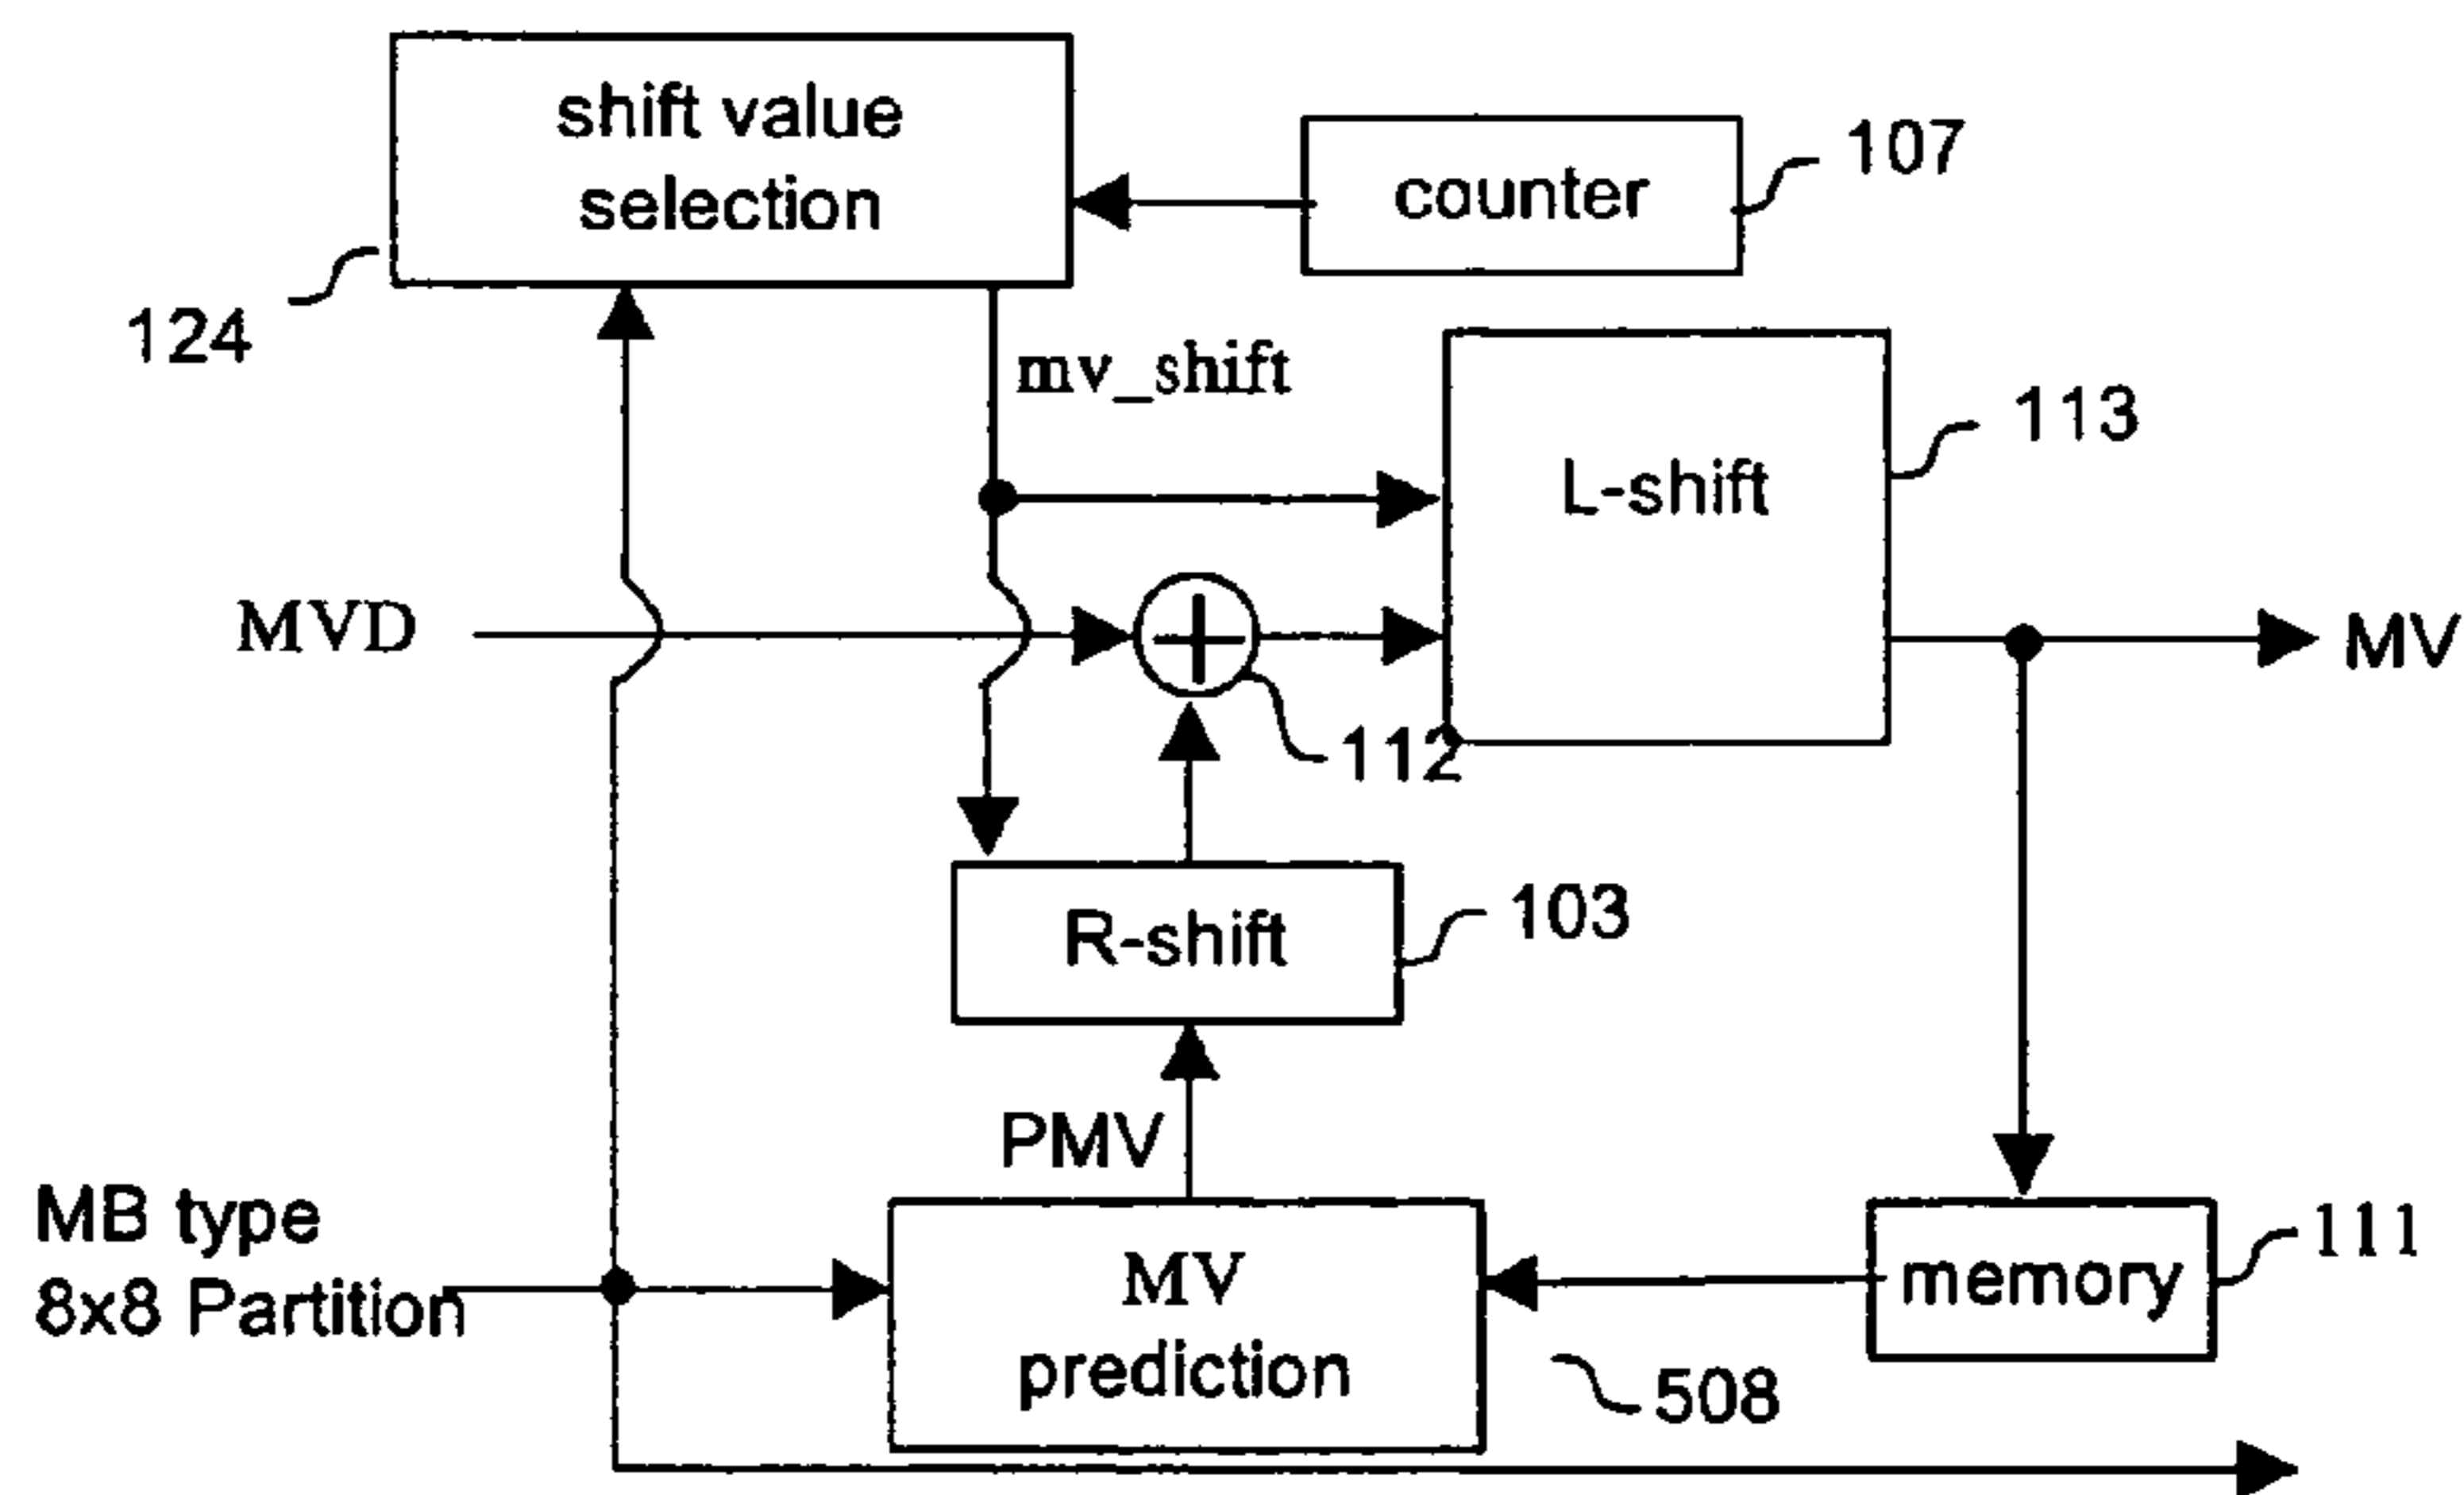 shift value
selection
counter
107
124
mv_shift
L-shift
113
MVD
MV
112
R-shift
103
PMV
MB type
8x8 Partition
MV
prediction
memory
111
508